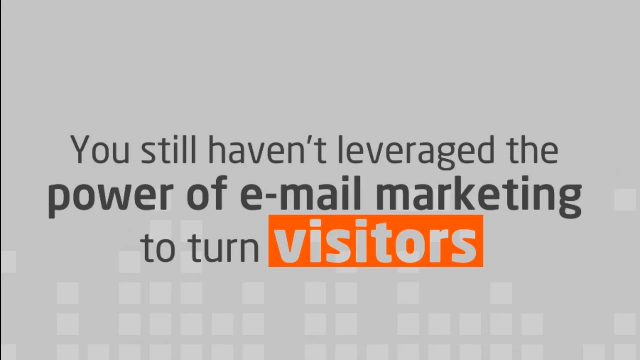 You still haven't leveraged the
power of e-mail marketing
to turn visitors